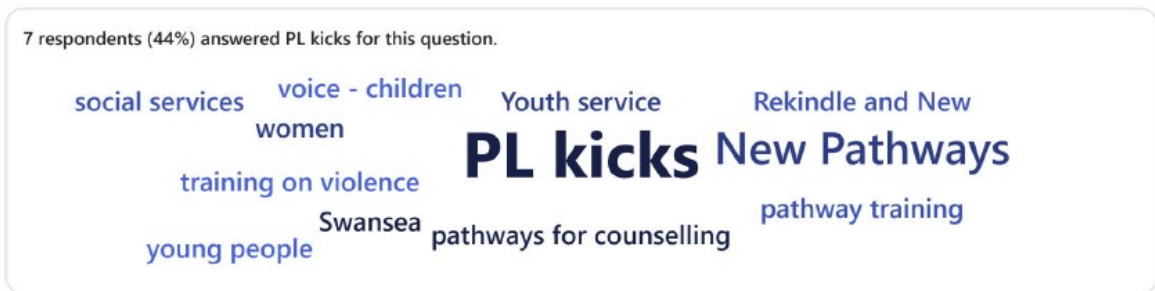 7 respondents (44%) answered PL kicks for this question.
voice - children
social services
Youth service
Rekindle and New
women
PL kicks
New Pathways
training on violence
pathway training
Swansea
pathways for counselling
young people